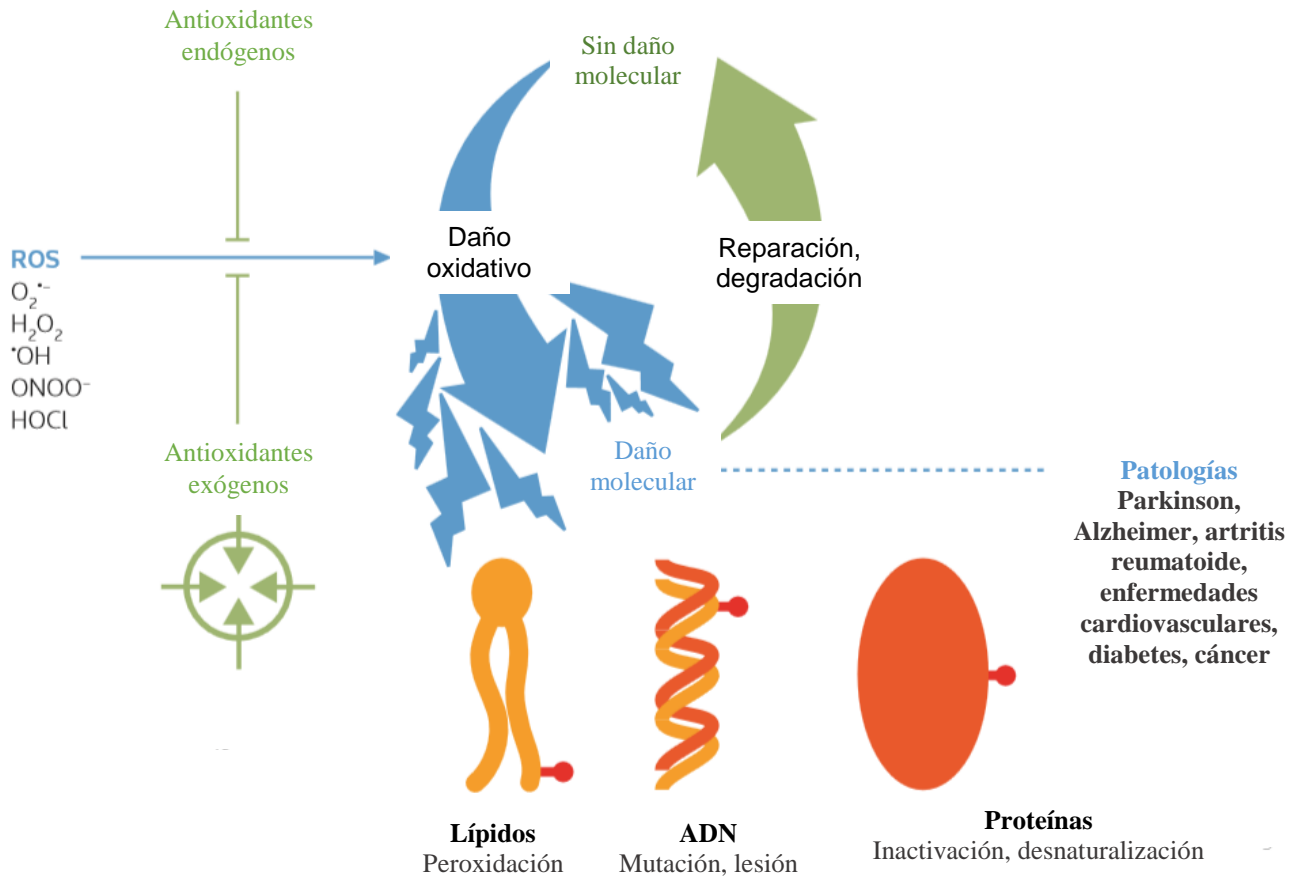 Antioxidantes
endógenos
Sin daño
molecular
Daño
oxidativo
Reparación,
degradación
ROS
O₂•⁻
H₂O₂
•OH
ONOO⁻
HOCl
Antioxidantes
exógenos
Daño
molecular
Patologías
Parkinson,
Alzheimer, artritis
reumatoide,
enfermedades
cardiovasculares,
diabetes, cáncer
Lípidos
Peroxidación
ADN
Mutación, lesión
Proteínas
Inactivación, desnaturalización